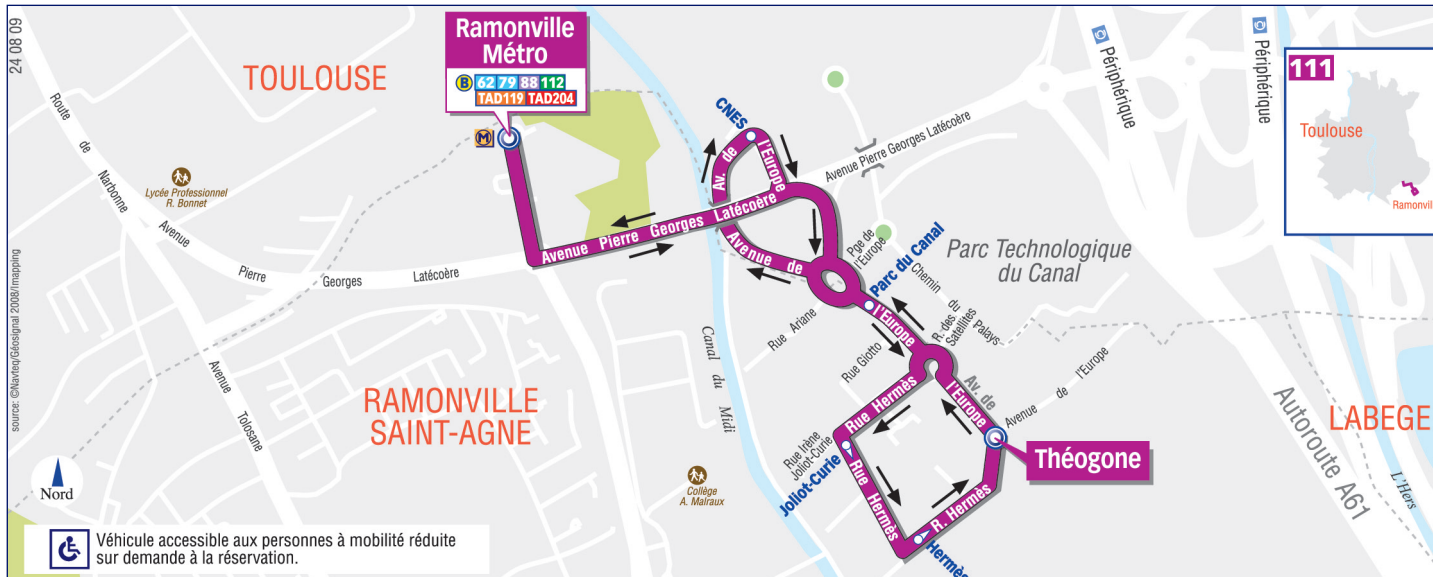 24 08 09
source: ©Navteq/Géosignal 2008/Imapping
TOULOUSE
Ramonville
Métro
B 62 79 88 112
TAD119 TAD204
M
Route
de
Narbonne
Lycée Professionnel
R. Bonnet
Avenue
Pierre
Georges
Latécoère
Avenue Pierre Georges Latécoère
CNES
Av. de
l'Europe
Avenue Pierre Georges Latécoère
Périphérique
Périphérique
111
Toulouse
Ramonvil
Avenue de
Pge de
l'Europe
Parc du Canal
Chemin du Palays
Parc Technologique
du Canal
l'Europe
R. des
Satellites
Rue Ariane
Rue Giotto
Canal du Midi
Avenue
Tolosane
RAMONVILLE
SAINT-AGNE
Rue Hermès
Av. de
l'Europe
Avenue de l'Europe
Autoroute A61
LABEGE
L'Hers
Rue Irène
Joliot-Curie
Joliot-Curie
Rue Hermès
R. Hermès
Théogone
Hermès
Collège
A. Malraux
Nord
Véhicule accessible aux personnes à mobilité réduite
sur demande à la réservation.